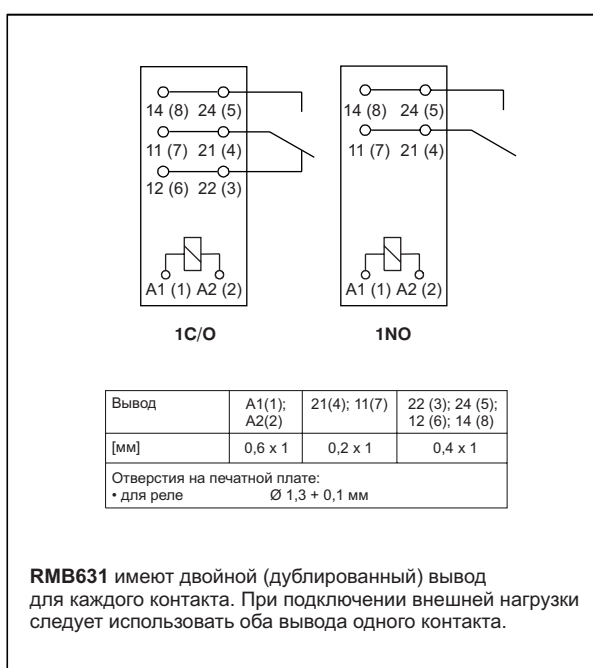 14 (8) 24 (5)
11 (7) 21 (4)
12 (6) 22 (3)
A1 (1) A2 (2)
1C/O
14 (8) 24 (5)
11 (7) 21 (4)
A1 (1) A2 (2)
1NO
Вывод A1(1); 21(4); 11(7) 22 (3); 24 (5);
A2(2) 12 (6); 14 (8)
[мм] 0,6 x 1 0,2 x 1 0,4 x 1
Отверстия на печатной плате:
• для реле Ø 1,3 + 0,1 мм
RMB631 имеют двойной (дублированный) вывод
для каждого контакта. При подключении внешней нагрузки
следует использовать оба вывода одного контакта.